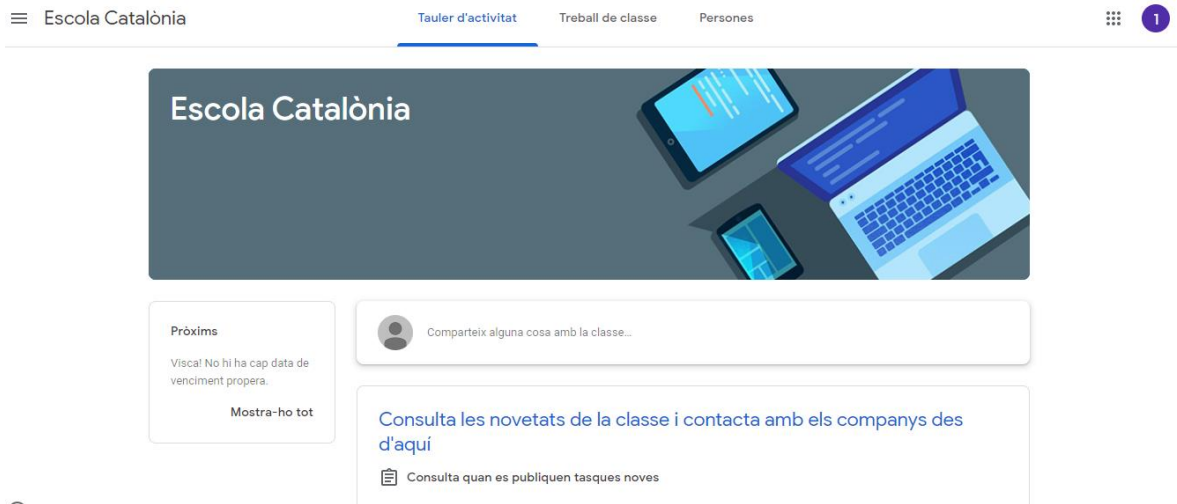 Escola Catalònia
Tauler d'activitat
Treball de classe
Persones
1
Escola Catalònia
Pròxims
Visca! No hi ha cap data de
venciment propera.
Mostra-ho tot
Comparteix alguna cosa amb la classe...
Consulta les novetats de la classe i contacta amb els companys des
d'aquí
Consulta quan es publiquen tasques noves